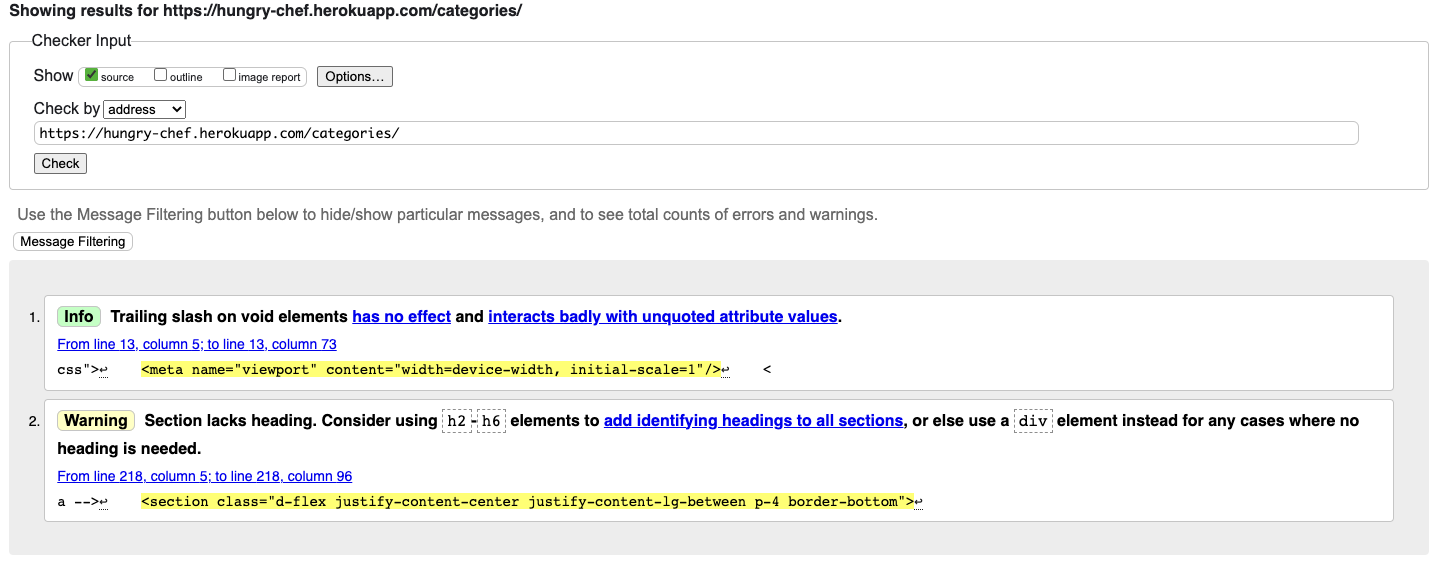 Showing results for https://hungry-chef.herokuapp.com/categories/
Checker Input
Show source outline image report Options...
Check by address
https://hungry-chef.herokuapp.com/categories/
Check
Use the Message Filtering button below to hide/show particular messages, and to see total counts of errors and warnings.
Message Filtering
1. Info Trailing slash on void elements has no effect and interacts badly with unquoted attribute values.
From line 13, column 5; to line 13, column 73
css">↩ <meta name="viewport" content="width=device-width, initial-scale=1"/>↩ <
2. Warning Section lacks heading. Consider using h2-h6 elements to add identifying headings to all sections, or else use a div element instead for any cases where no
heading is needed.
From line 218, column 5; to line 218, column 96
a -->↩ <section class="d-flex justify-content-center justify-content-lg-between p-4 border-bottom">↩